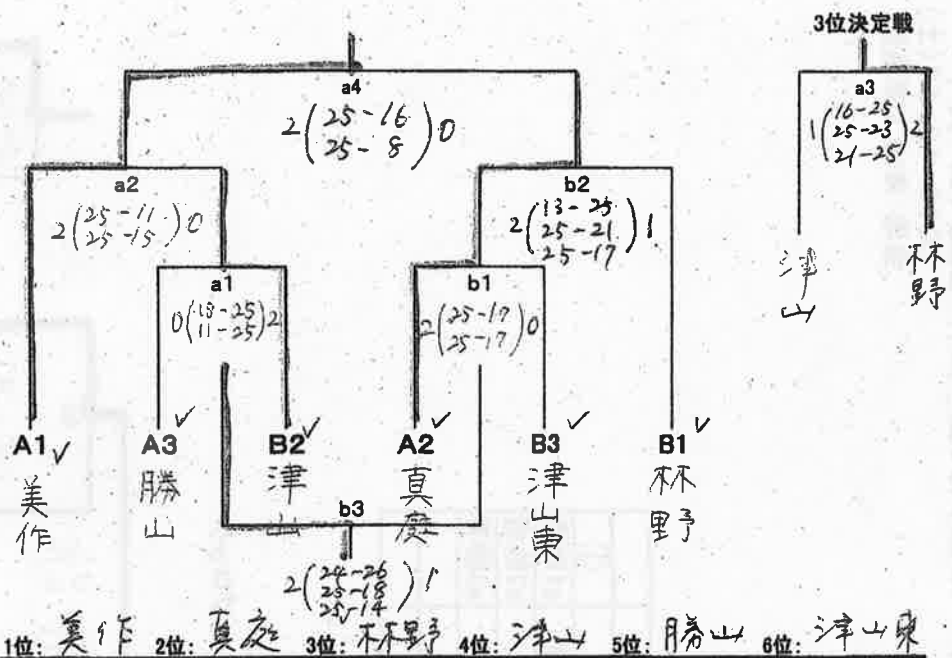 3位決定戦
a4
2(25-16 25-8)0
a3
1(16-25 25-23 21-25)2
a2
2(25-11 25-15)0
b2
2(13-25 25-21 25-17)1
a1
0(18-25 11-25)2
b1
2(25-17 25-17)0
津山
林野
A1✓
A3✓
B2✓
A2✓
B3✓
B1✓
美作
勝山
津山
真庭
津山東
林野
b3
2(24-26 25-18 25-14)1
1位: 美作 2位: 真庭 3位: 林野 4位: 津山 5位: 勝山 6位: 津山東